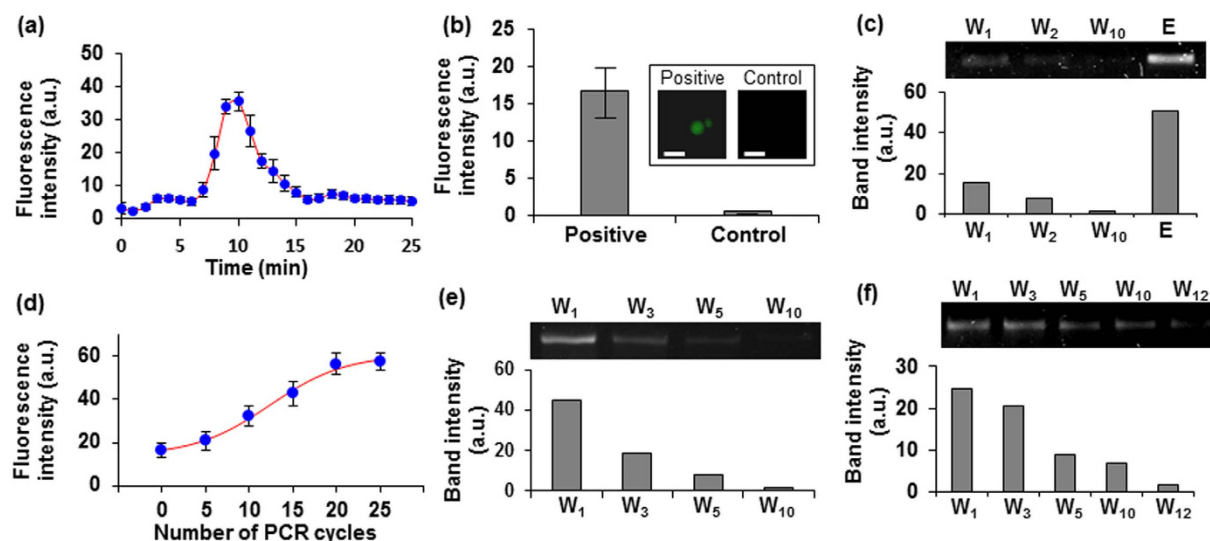 (a)
Fluorescence
intensity (a.u.)
50
40
30
20
10
0
0 5 10 15 20 25
Time (min)
(b)
Fluorescence
intensity (a.u.)
25
20
15
10
5
0
Positive Control
Positive Control
(c)
W1 W2 W10 E
Band intensity
(a.u.)
60
40
20
0
W1 W2 W10 E
(d)
Fluorescence
intensity (a.u.)
60
40
20
0
0 5 10 15 20 25
Number of PCR cycles
(e)
W1 W3 W5 W10
Band intensity
(a.u.)
60
40
20
0
W1 W3 W5 W10
(f)
W1 W3 W5 W10 W12
Band intensity
(a.u.)
30
20
10
0
W1 W3 W5 W10 W12